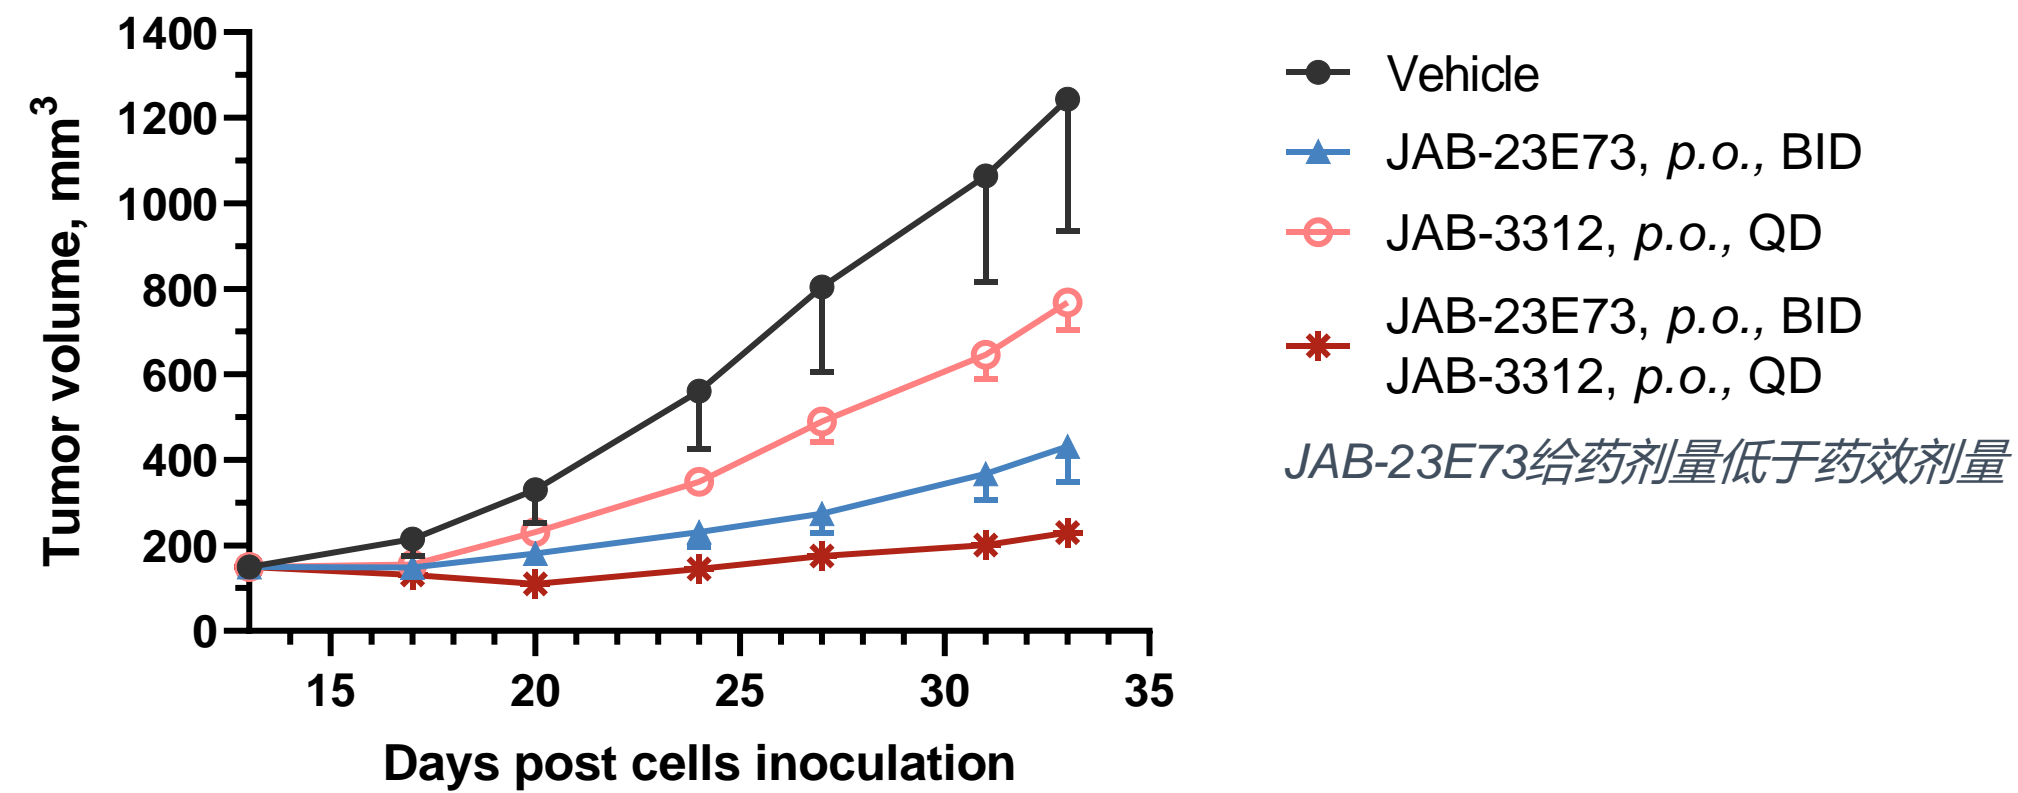 1400
1200
1000
800
600
400
200
0
Tumor volume, mm³
15 20 25 30 35
Days post cells inoculation
Vehicle
JAB-23E73, p.o., BID
JAB-3312, p.o., QD
JAB-23E73, p.o., BID
JAB-3312, p.o., QD
JAB-23E73给药剂量低于药效剂量